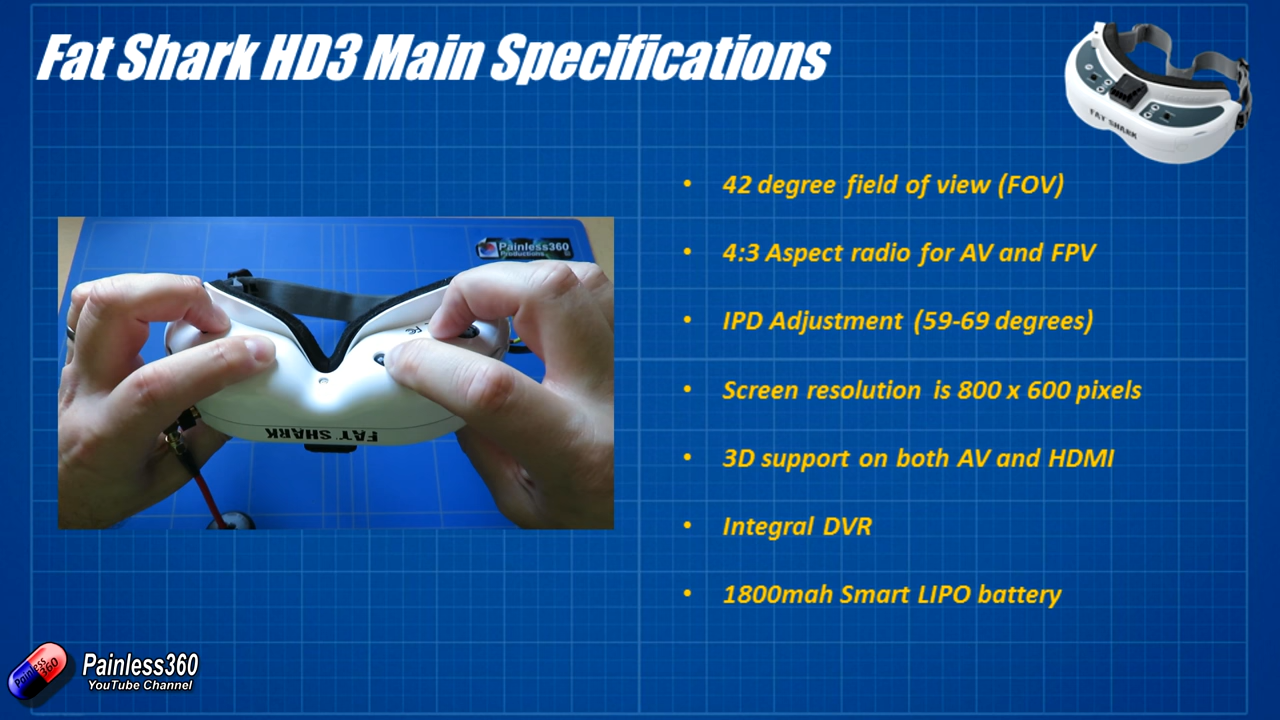 Fat Shark HD3 Main Specifications
FAT SHARK
• 42 degree field of view (FOV)
Painless360
Productions
• 4:3 Aspect radio for AV and FPV
• IPD Adjustment (59-69 degrees)
• Screen resolution is 800 x 600 pixels
FAT SHARK
• 3D support on both AV and HDMI
• Integral DVR
• 1800mah Smart LIPO battery
Painless
360
Painless360
YouTube Channel